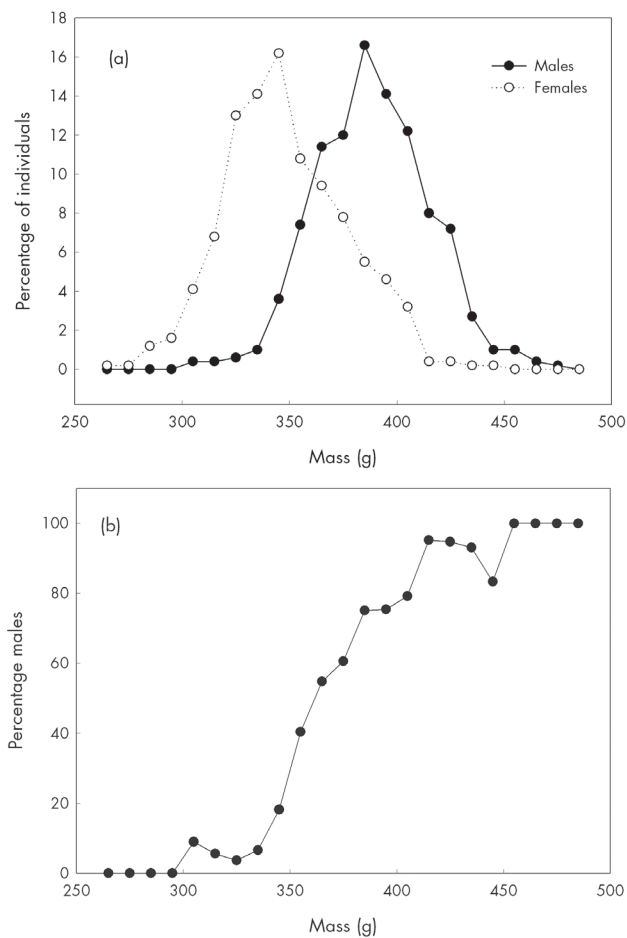 18
(a)
Males
16
Females
14
12
10
8
6
4
2
0
Percentage of individuals
250 300 350 400 450 500
Mass (g)
(b)
100
80
60
40
20
0
Percentage males
250 300 350 400 450 500
Mass (g)